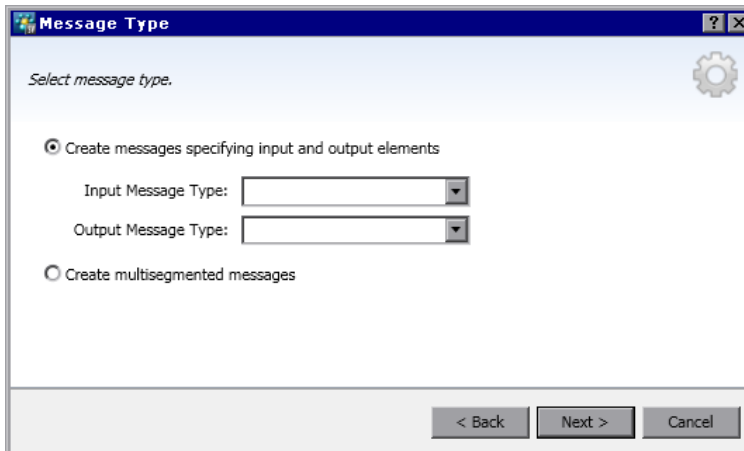 Message Type
Select message type.
Create messages specifying input and output elements
Input Message Type:
Output Message Type:
Create multisegmented messages
< Back Next > Cancel